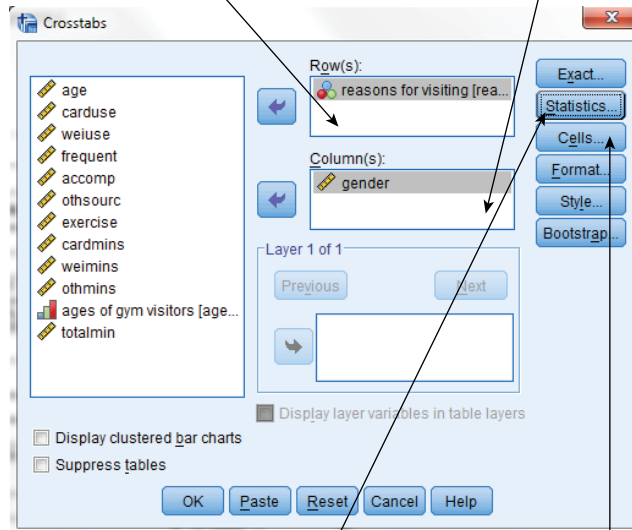 Crosstabs
age
carduse
weiuse
frequent
accomp
othsourc
exercise
cardmins
weimins
othmins
ages of gym visitors [age...
totalmin
Row(s):
reasons for visiting [rea...
Column(s):
gender
Layer 1 of 1
Previous
Next
Display layer variables in table layers
Exact...
Statistics...
Cells...
Format...
Style...
Bootstrap...
Display clustered bar charts
Suppress tables
OK Paste Reset Cancel Help